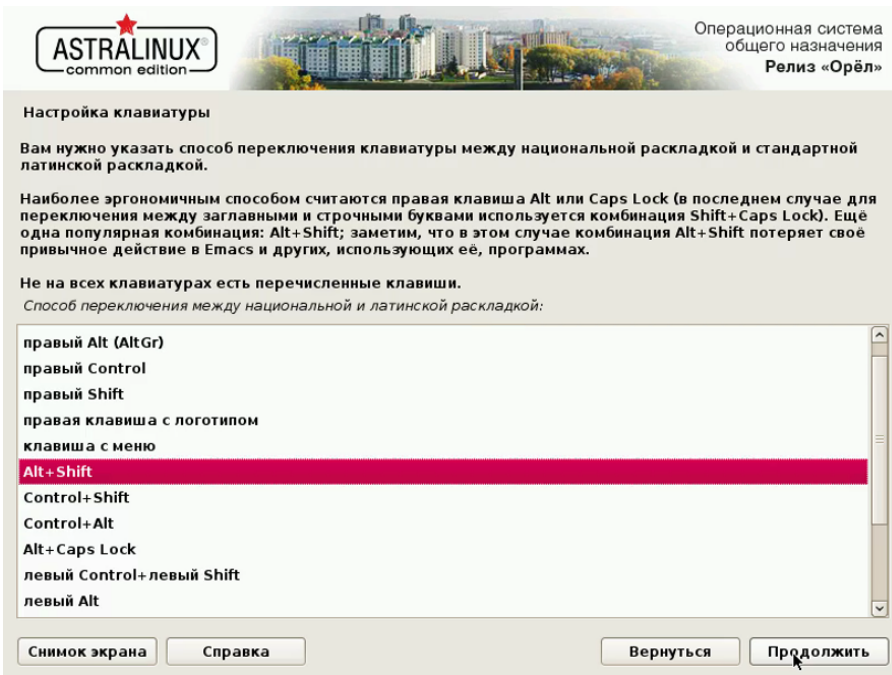 ASTRALINUX®
common edition
Операционная система
общего назначения
Релиз «Орёл»
Настройка клавиатуры
Вам нужно указать способ переключения клавиатуры между национальной раскладкой и стандартной
латинской раскладкой.
Наиболее эргономичным способом считаются правая клавиша Alt или Caps Lock (в последнем случае для
переключения между заглавными и строчными буквами используется комбинация Shift+Caps Lock). Ещё
одна популярная комбинация: Alt+Shift; заметим, что в этом случае комбинация Alt+Shift потеряет своё
привычное действие в Emacs и других, использующих её, программах.
Не на всех клавиатурах есть перечисленные клавиши.
Способ переключения между национальной и латинской раскладкой:
правый Alt (AltGr)
правый Control
правый Shift
правая клавиша с логотипом
клавиша с меню
Alt+Shift
Control+Shift
Control+Alt
Alt+Caps Lock
левый Control+левый Shift
левый Alt
Снимок экрана
Справка
Вернуться
Продолжить